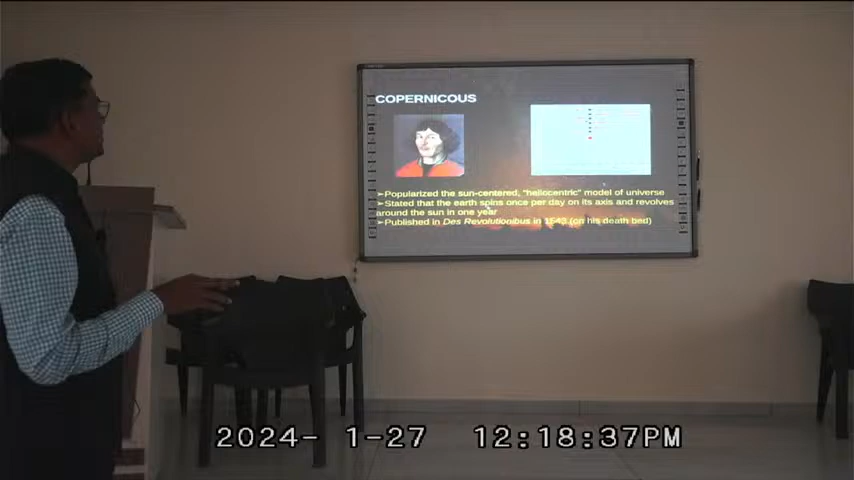 COPERNICOUS
➢Popularized the sun-centered, "heliocentric" model of universe
➢Stated that the earth spins once per day on its axis and revolves
around the sun in one year
➢Published in Des Revolutionibus in 1543 (on his death bed)
2024- 1-27 12:18:37PM